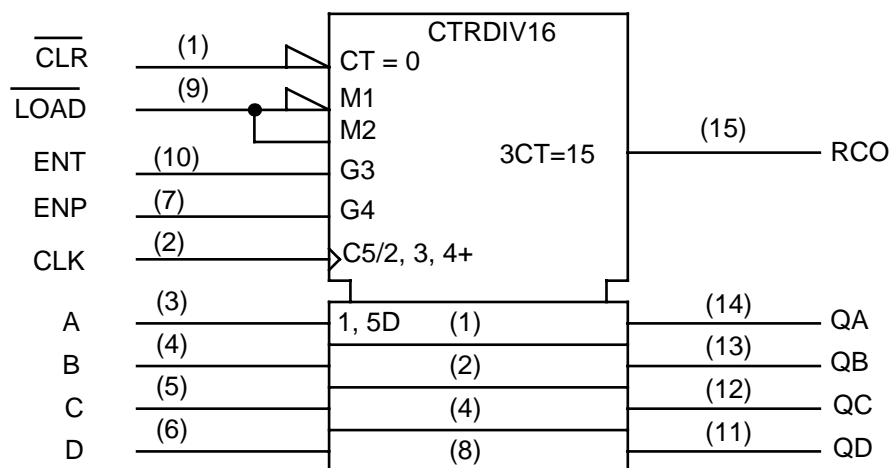 CTRDIV16
C̅L̅R̅ (1) CT = 0
L̅O̅A̅D̅ (9) M1
M2
ENT (10) G3 3CT=15 (15) RCO
ENP (7) G4
CLK (2) C5/2, 3, 4+
A (3) 1, 5D (1) (14) QA
B (4) (2) (13) QB
C (5) (4) (12) QC
D (6) (8) (11) QD